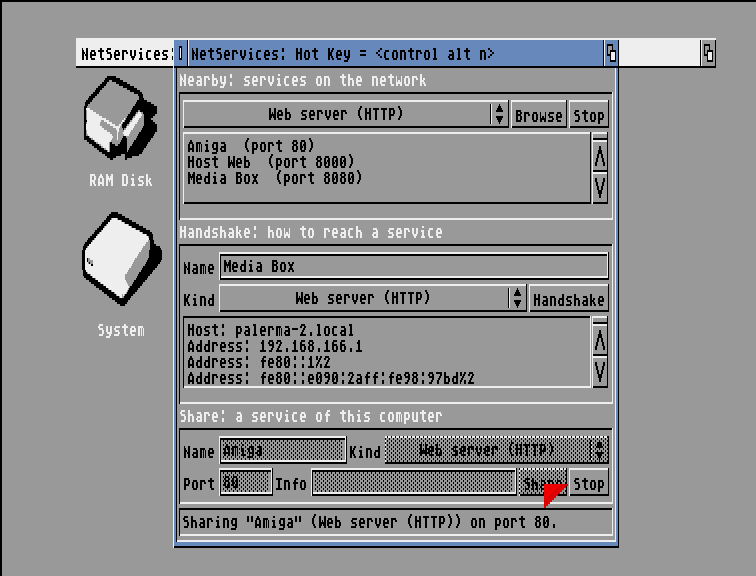 NetServices:
NetServices: Hot Key = <control alt n>
Nearby: services on the network
Web server (HTTP)
Browse
Stop
Amiga (port 80)
Host Web (port 8000)
Media Box (port 8080)
RAM Disk
Handshake: how to reach a service
Name
Media Box
Kind
Web server (HTTP)
Handshake
System
Host: palerma-2.local
Address: 192.168.166.1
Address: fe80::1%2
Address: fe80::e090:2aff:fe98:97bd%2
Share: a service of this computer
Name
Amiga
Kind
Web server (HTTP)
Port
80
Info
Share
Stop
Sharing "Amiga" (Web server (HTTP)) on port 80.